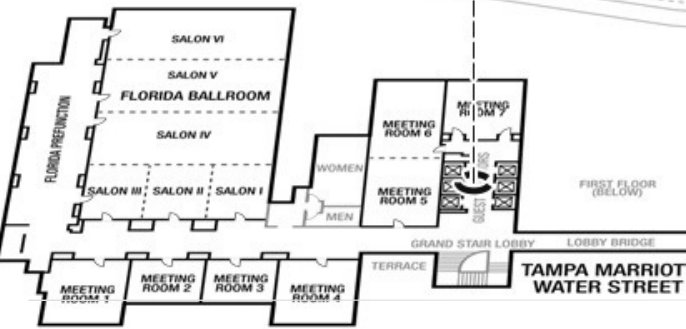 SALON VI
SALON V
FLORIDA BALLROOM
SALON IV
SALON III
SALON II
SALON I
FLORIDA PREFUNCTION
WOMEN
MEN
MEETING
ROOM 6
MEETING
ROOM 7
MEETING
ROOM 5
GUEST
FIRST FLOOR
(BELOW)
GRAND STAIR LOBBY
LOBBY BRIDGE
TERRACE
MEETING
ROOM 1
MEETING
ROOM 2
MEETING
ROOM 3
MEETING
ROOM 4
TAMPA MARRIOT
WATER STREET